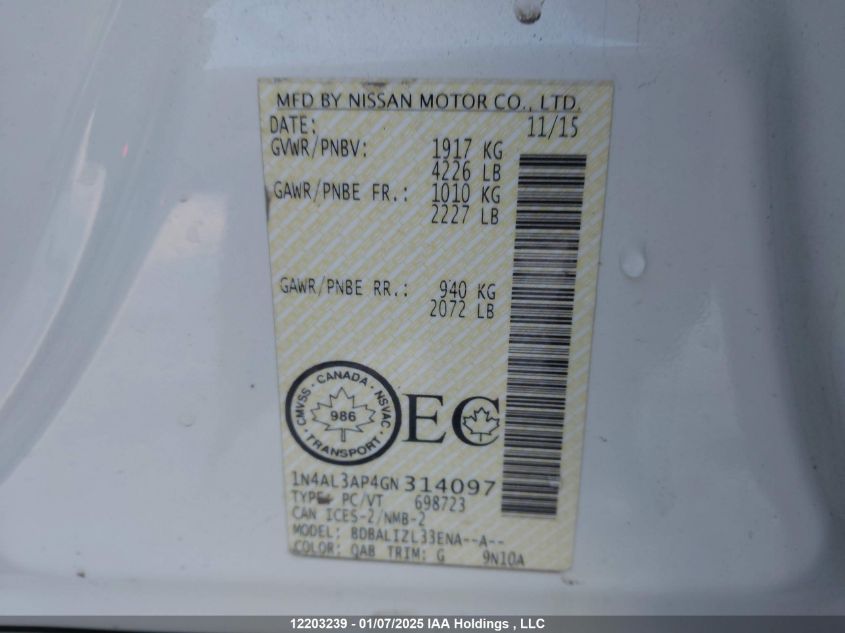 MFD BY NISSAN MOTOR CO., LTD.
DATE: 11/15
GVWR/PNBV: 1917 KG
4226 LB
GAWR/PNBE FR.: 1010 KG
2227 LB
GAWR/PNBE RR.: 940 KG
2072 LB
CMVSS · CANADA · NSVAC · TRANSPORT ·
986
EC
1N4AL3AP4GN314097
TYPE PC/VT 698723
CAN ICES-2/NMB-2
MODEL: BDBALIZL33ENA--A--
COLOR: QAB TRIM: G 9N10A
12203239 - 01/07/2025 IAA Holdings , LLC